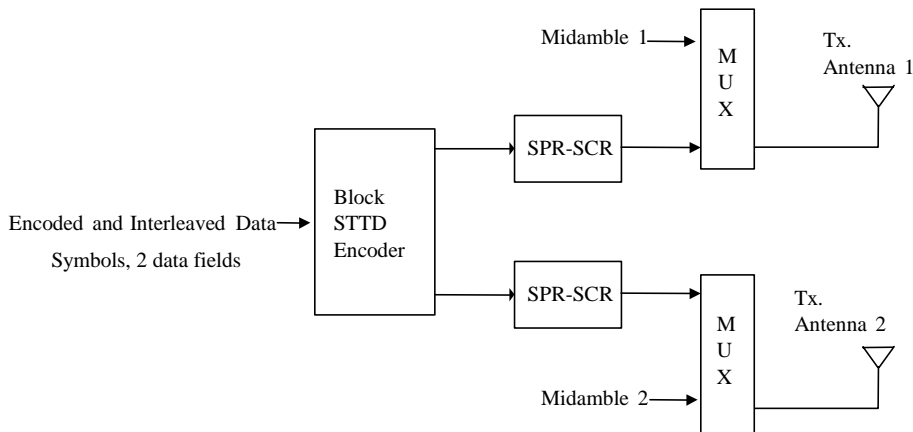 Midamble 1
M
U
X
Tx.
Antenna 1
SPR-SCR
Block
STTD
Encoder
Encoded and Interleaved Data
Symbols, 2 data fields
SPR-SCR
M
U
X
Tx.
Antenna 2
Midamble 2